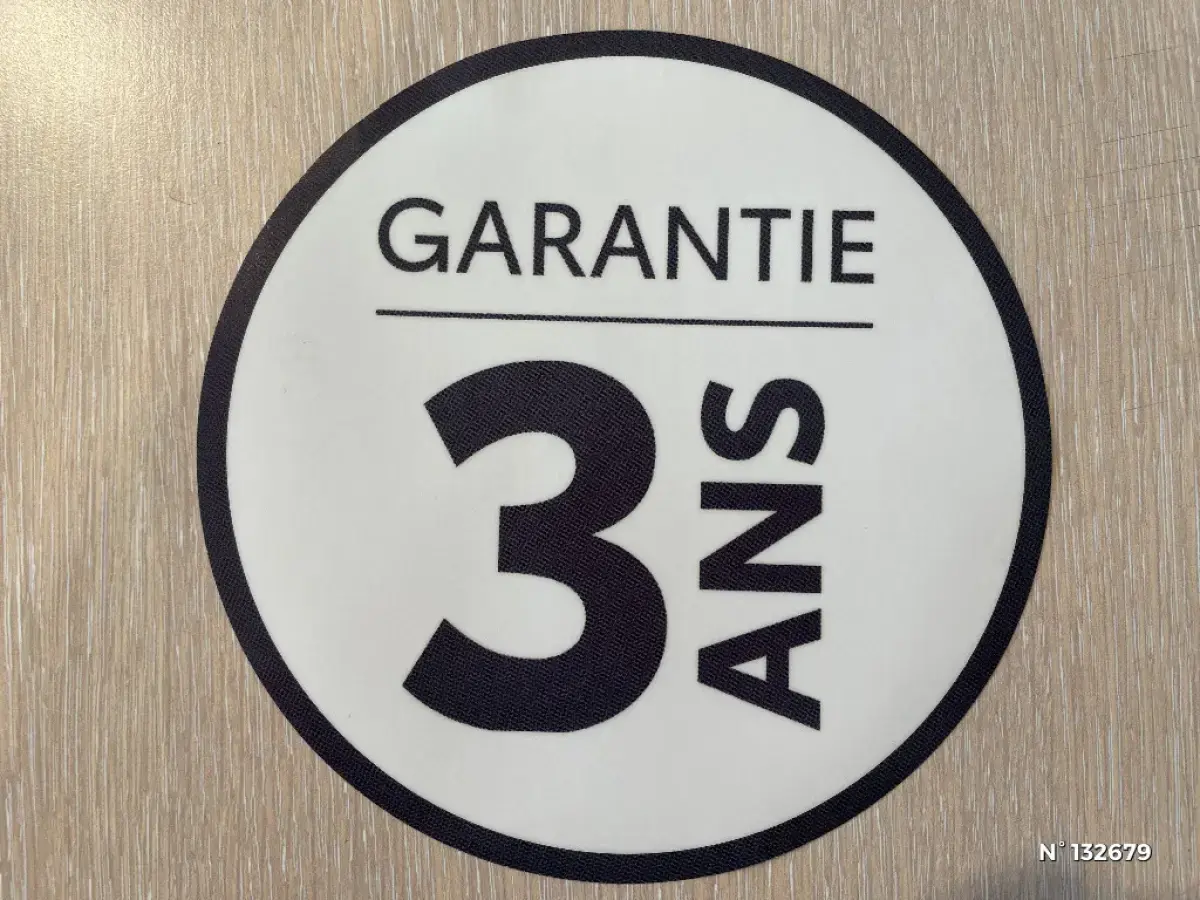 GARANTIE
3 ANS
N° 132679